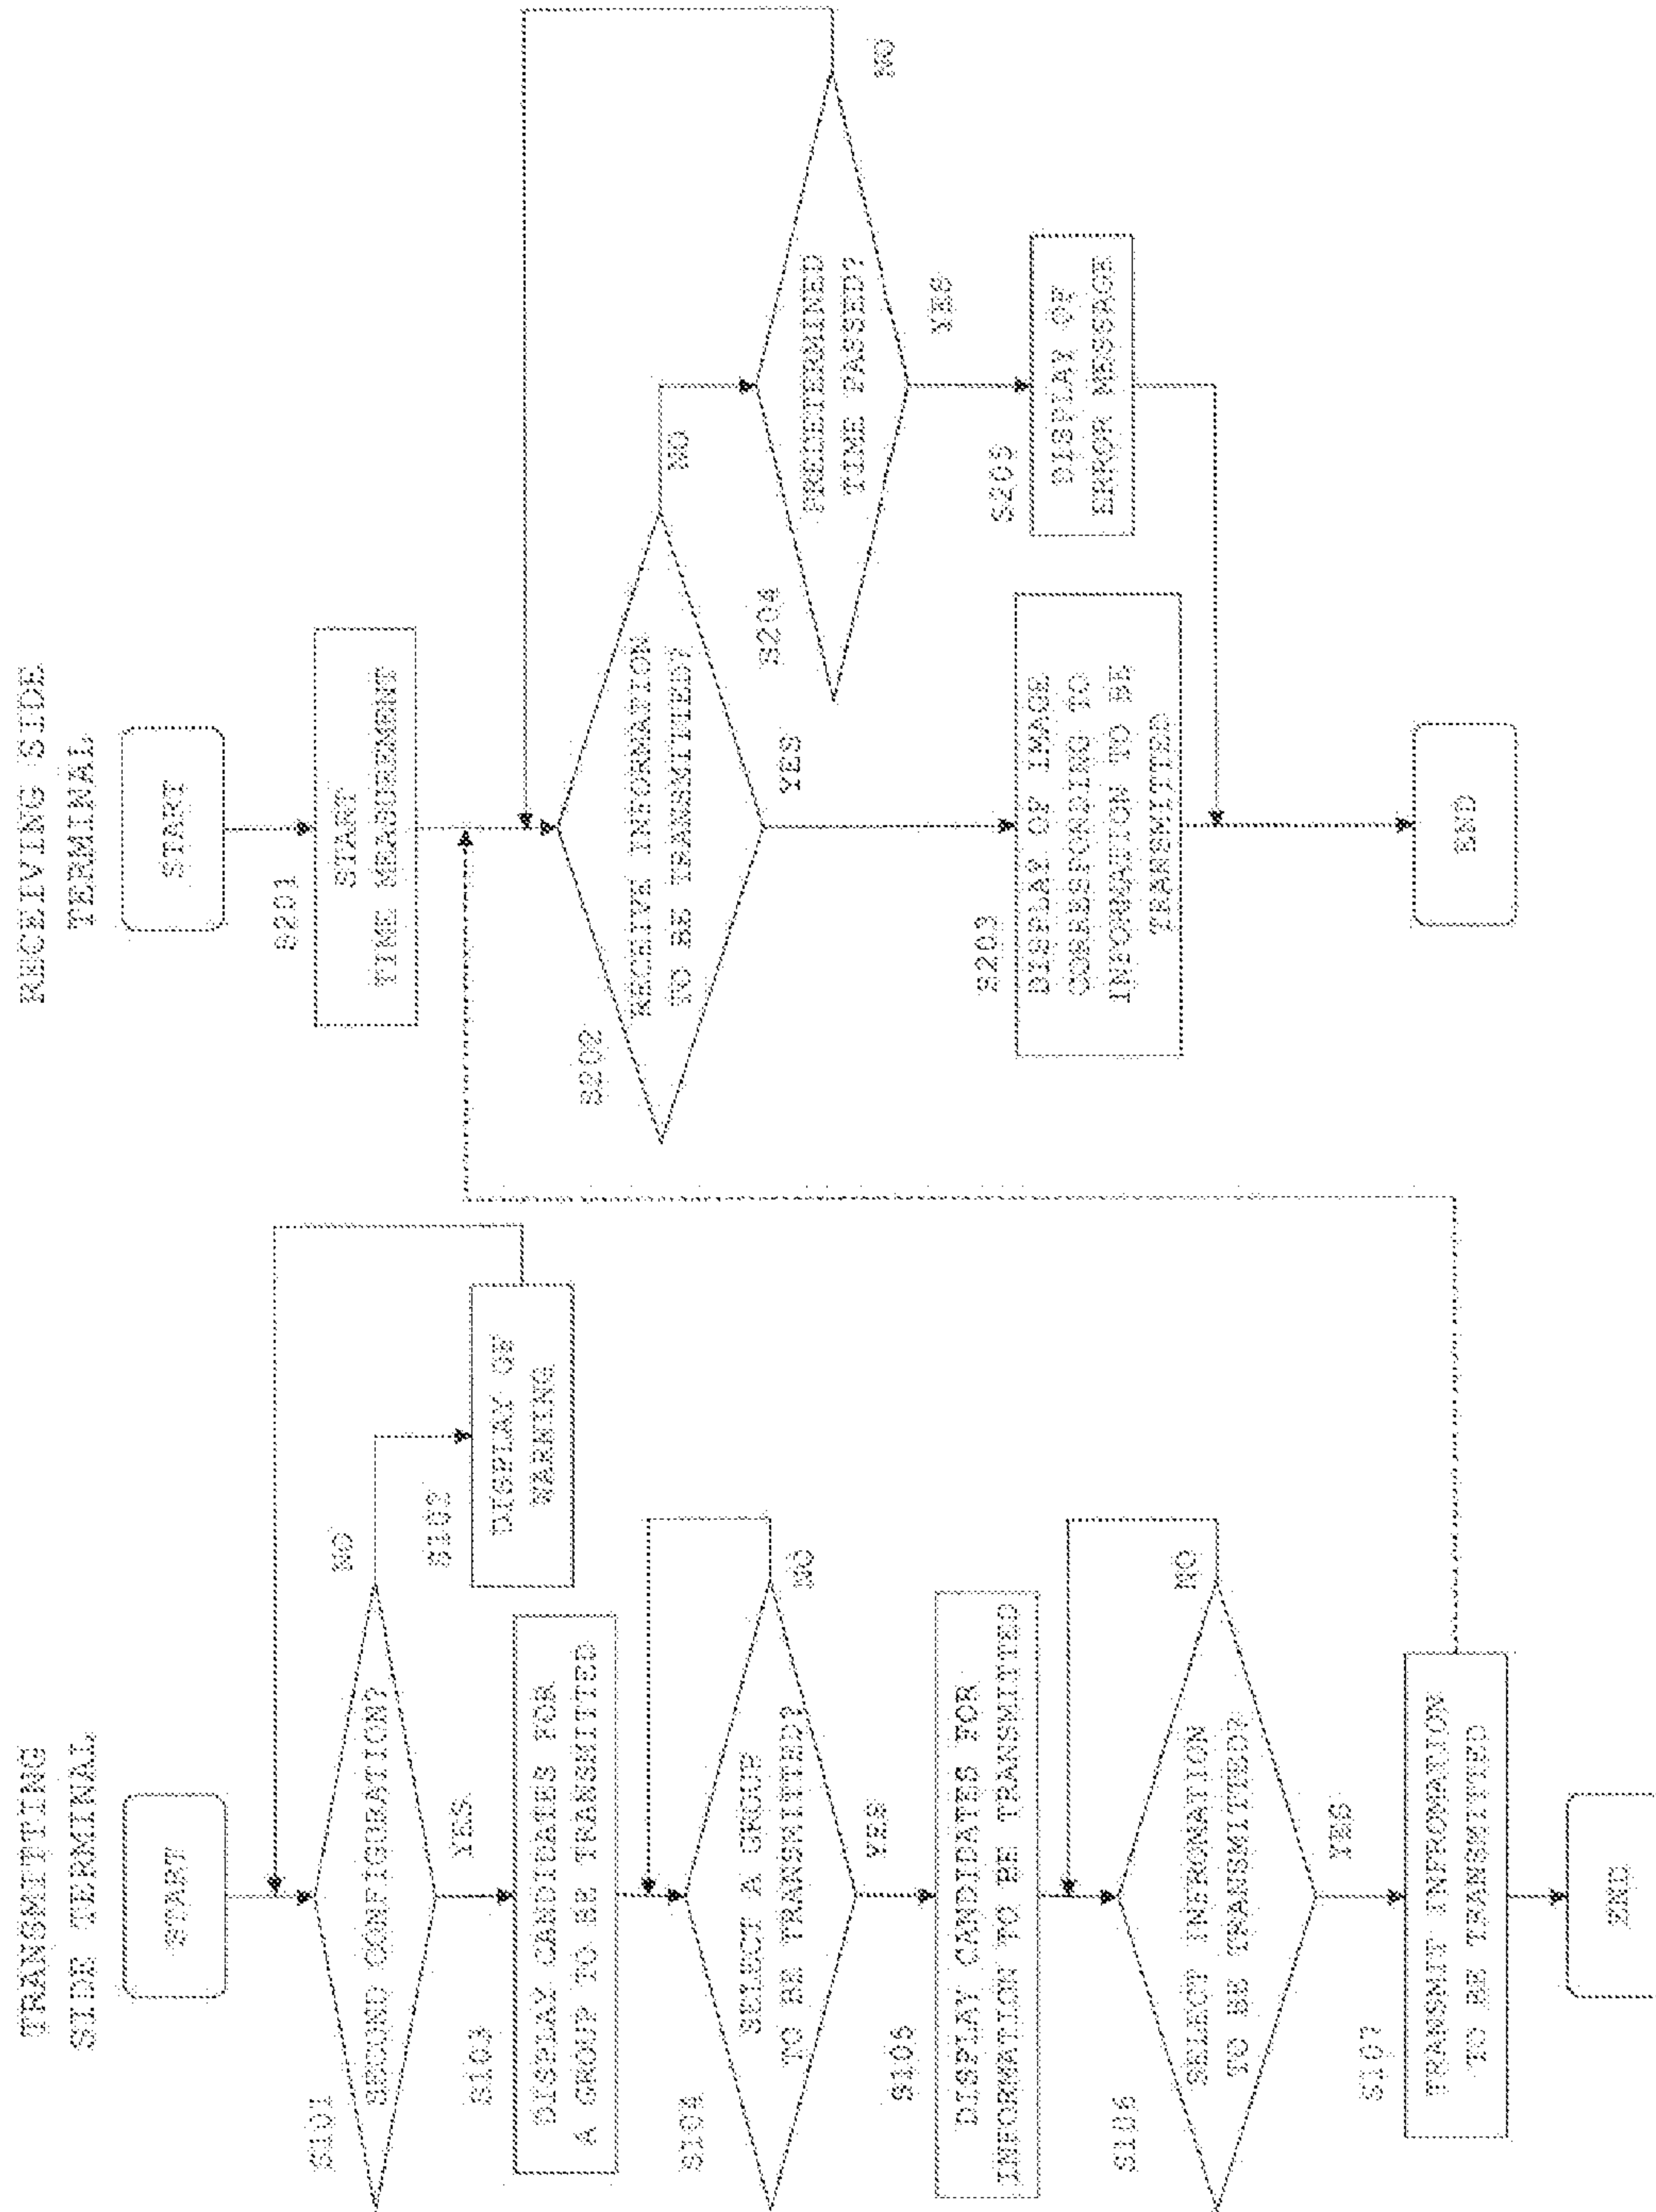 TRANSMITTING
SIDE TERMINAL
START
S101
SECOND CONFIGURATION?
NO
YES
S102
DISPLAY OF
WARNING
S103
DISPLAY CANDIDATES FOR
A GROUP TO BE TRANSMITTED
S104
SELECT A GROUP
TO BE TRANSMITTED?
NO
YES
S105
DISPLAY CANDIDATES FOR
INFORMATION TO BE TRANSMITTED
S106
SELECT INFROMATION
TO BE TRANSMITTED?
NO
YES
S107
TRANSMIT INFROMATION
TO BE TRANSMITTED
END
RECEIVING SIDE
TERMINAL
START
S201
START
TIME MEASUREMENT
S202
RECEIVE INFORMATION
TO BE TRANSMITTED?
NO
YES
S204
PREDETERMINED
TIME PASSED?
NO
YES
S203
DISPLAY OF IMAGE
CORRESPONDING TO
INFORMATION TO BE
TRANSMITTED
S205
DISPLAY OF
ERROR MESSAGE
END